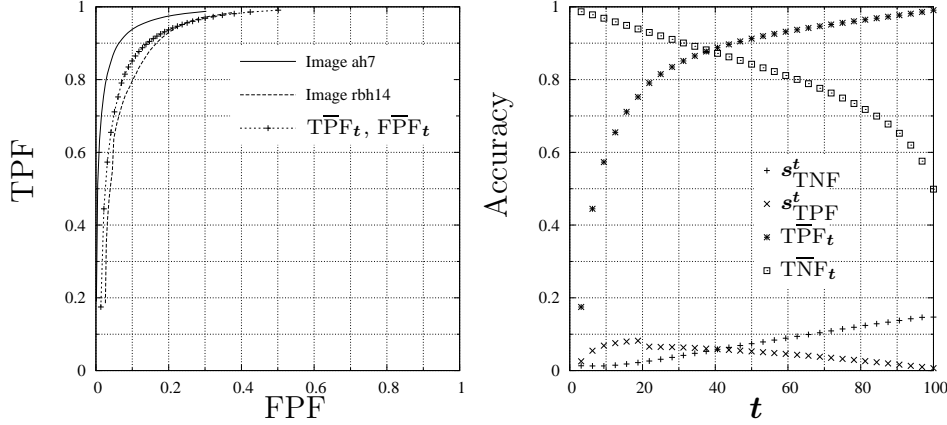 1
0.8
0.6
0.4
0.2
0
0
0.2
0.4
0.6
0.8
1
TPF
FPF
Image ah7
Image rbh14
TP̅F_t, FP̅F_t
1
0.8
0.6
0.4
0.2
0
0
20
40
60
80
100
Accuracy
t
s^t_TNF
s^t_TPF
TP̅F_t
TN̅F_t